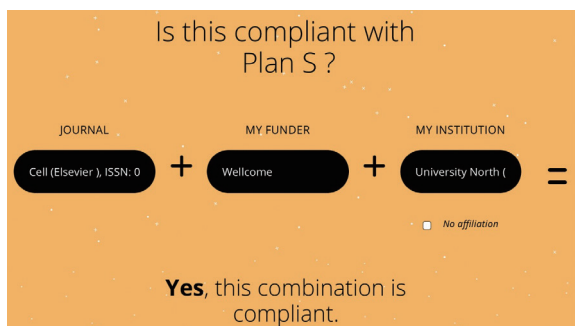 Is this compliant with
Plan S ?
JOURNAL
MY FUNDER
MY INSTITUTION
Cell (Elsevier ), ISSN: 0
+
Wellcome
+
University North (
=
No affiliation
Yes, this combination is
compliant.